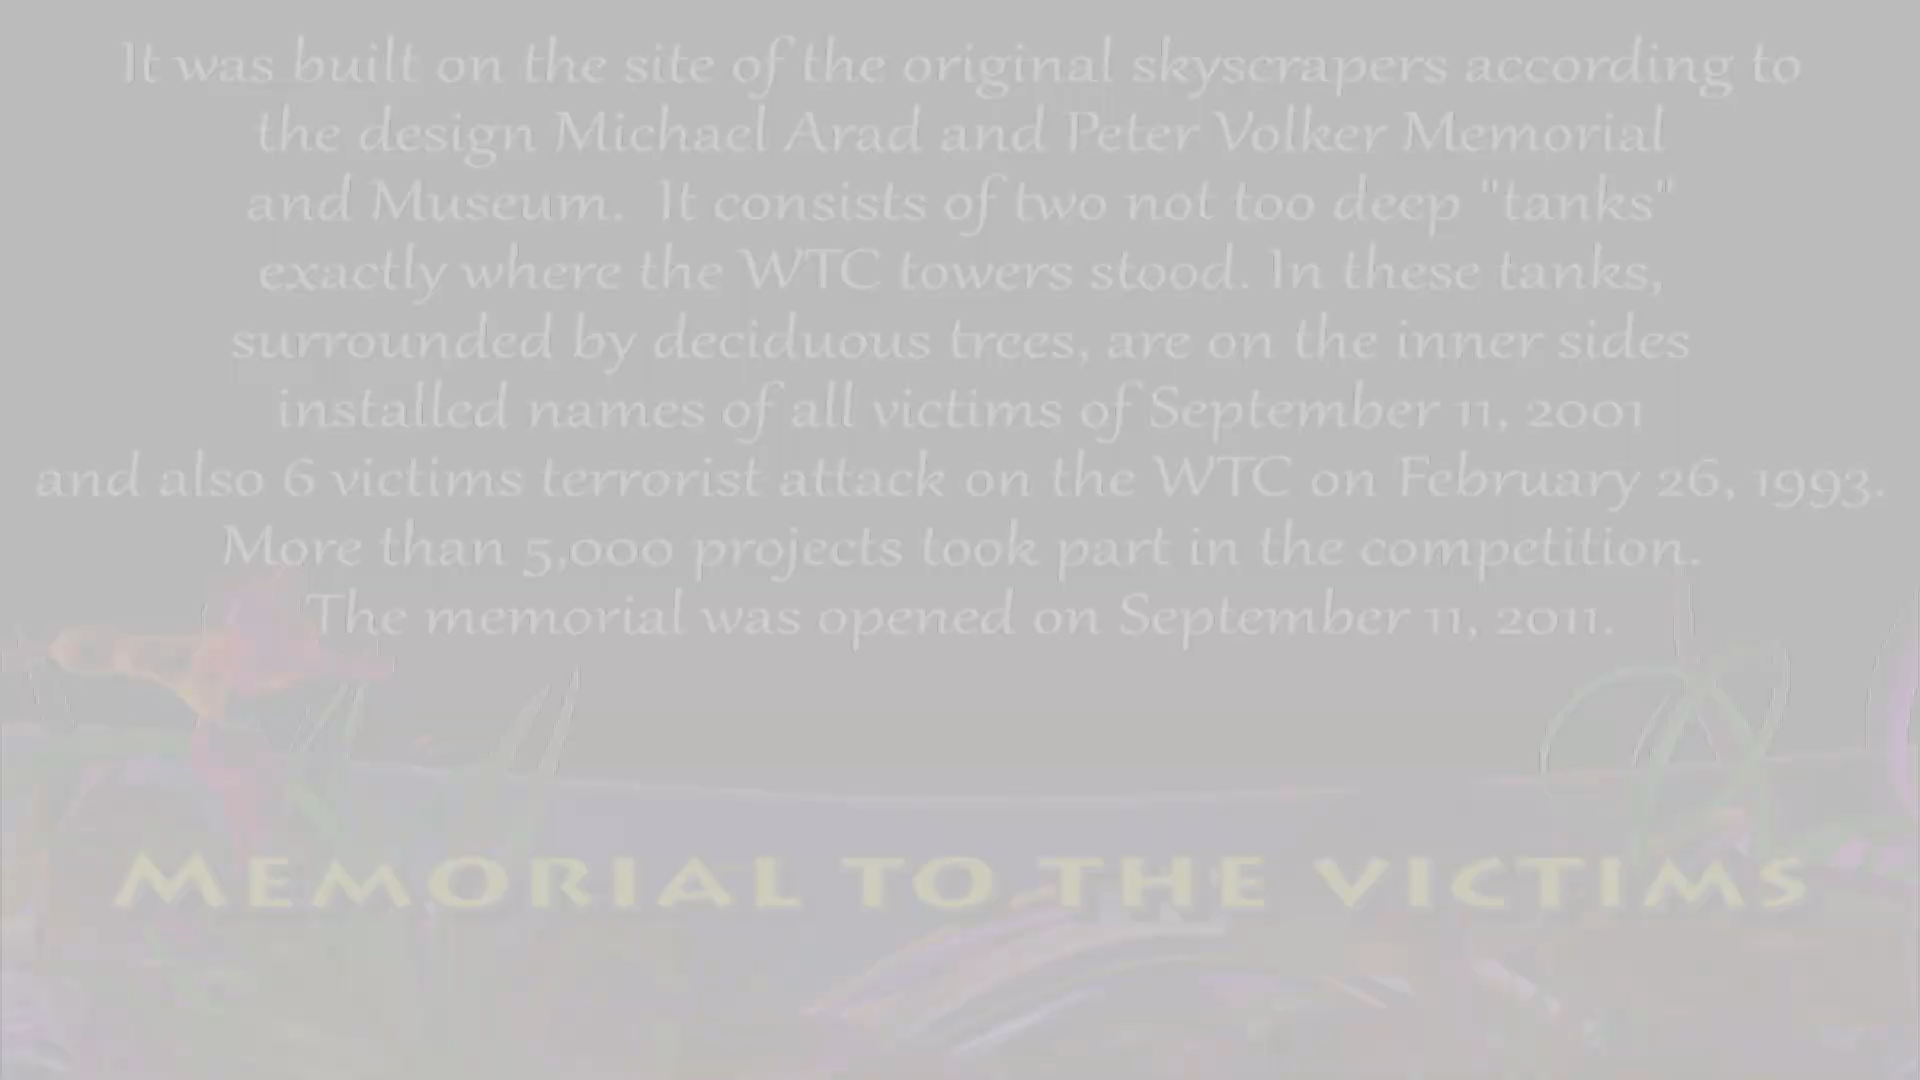 It was built on the site of the original skyscrapers according to
the design Michael Arad and Peter Volker Memorial
and Museum. It consists of two not too deep "tanks"
exactly where the WTC towers stood. In these tanks,
surrounded by deciduous trees, are on the inner sides
installed names of all victims of September 11, 2001
and also 6 victims terrorist attack on the WTC on February 26, 1993.
More than 5,000 projects took part in the competition.
The memorial was opened on September 11, 2011.
MEMORIAL TO THE VICTIMS